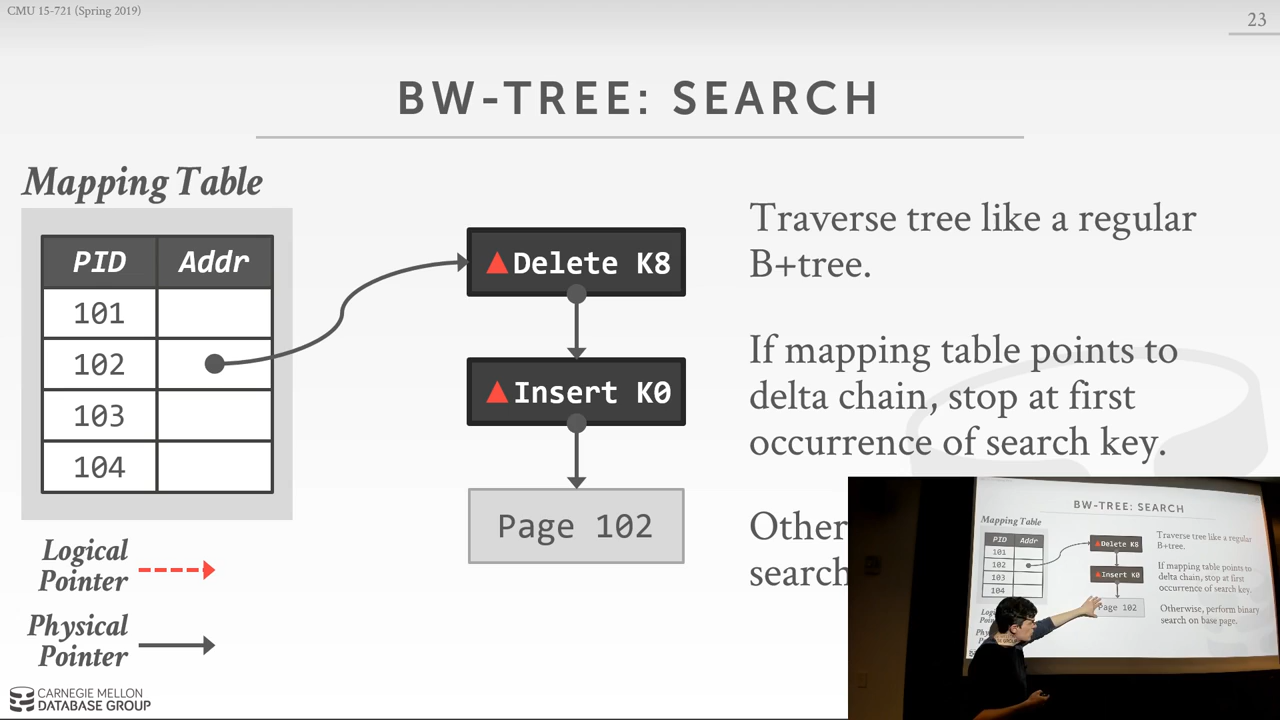 CMU 15-721 (Spring 2019)
23
BW-TREE: SEARCH
Mapping Table
PID Addr
101
102
103
104
Logical
Pointer
Physical
Pointer
▲Delete K8
▲Insert K0
Page 102
Traverse tree like a regular
B+tree.
If mapping table points to
delta chain, stop at first
occurrence of search key.
Other
search
CARNEGIE MELLON
DATABASE GROUP
BW-TREE: SEARCH
Mapping Table
PID Addr
101
102
103
104
▲Delete K8
▲Insert K0
Page 102
Traverse tree like a regular
B+tree.
If mapping table points to
delta chain, stop at first
occurrence of search key.
Otherwise, perform binary
search on base page.